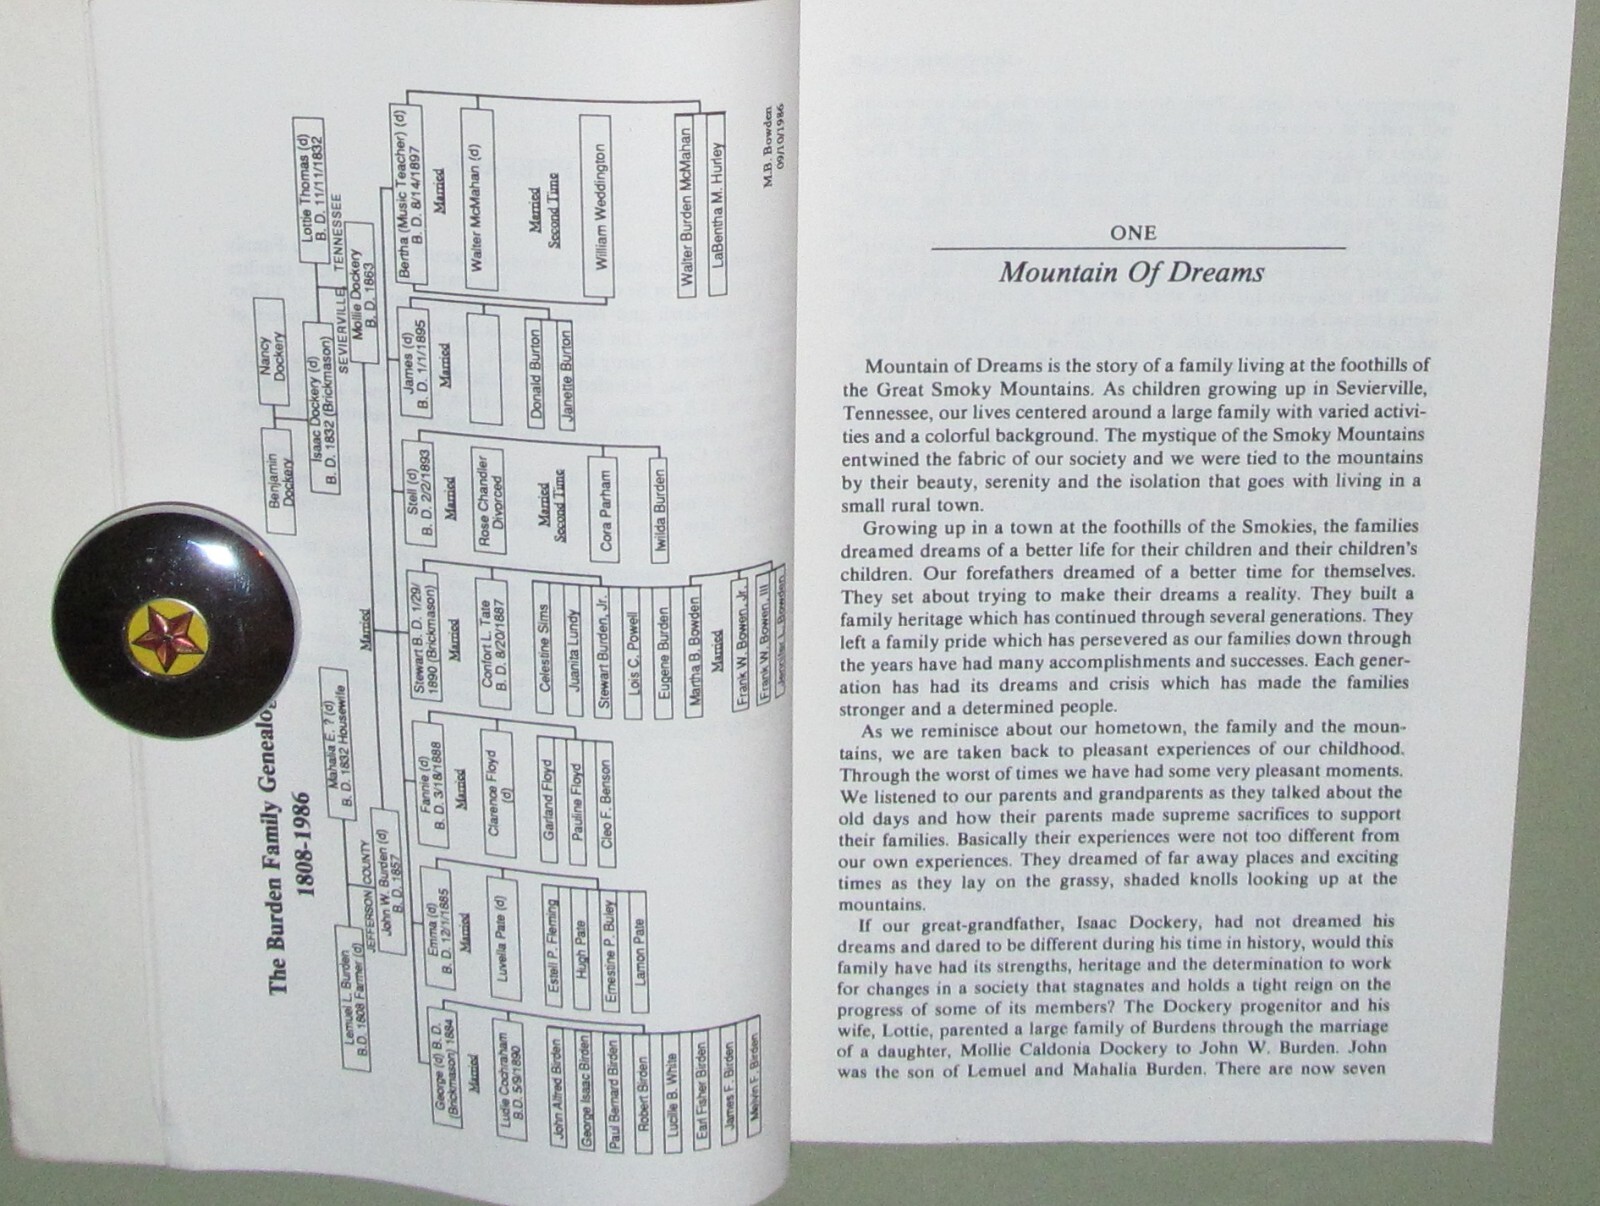 The Burden Family Genealog
1808-1986
Benjamin
Dockery
Nancy
Dockery
Isaac Dockery (d)
B. D. 1832 (Brickmason)
Lottie Thomas (d)
B. D. 11/11/1832
SEVIERVILLE, TENNESSEE
Mollie Dockery
B. D. 1863
Lemuel L. Burden
B.D. 1808 Farmer (d)
Mahalia E. ? (d)
B. D. 1832 Housewife
JEFFERSON COUNTY
John W. Burden (d)
B. D. 1857
Married
George (d) B. D.
(Brickmason) 1884
Married
Ludie Cochraham
B.D. 5/9/1890
John Alfred Birden
George Isaac Birden
Paul Bernard Birden
Robert Birden
Lucille B. White
Earl Fisher Birden
James F. Birden
Melvin F. Birden
Emma (d)
B. D. 12/1/1885
Married
Luvella Pate (d)
Estell P. Fleming
Hugh Pate
Ernestine P. Buley
Lamon Pate
Fannie (d)
B. D. 3/18/1888
Married
Clarence Floyd
(d)
Garland Floyd
Pauline Floyd
Cleo F. Benson
Stewart B. D. 1/29/
1890 (Brickmason)
Married
Confort L. Tate
B. D. 8/20/1887
Celestine Sims
Juanita Lundy
Stewart Burden, Jr.
Lois C. Powell
Eugene Burden
Martha B. Bowden
Married
Frank W. Bowen, Jr.
Frank W. Bowen, III
L. Bowden
Stell (d)
B. D. 2/2/1893
Married
Rose Chandler
Divorced
Married
Second Time
Cora Parham
Iwilda Burden
James (d)
B. D. 1/1/1895
Married
Donald Burton
Janette Burton
Bertha (Music Teacher) (d)
B. D. 8/14/1897
Married
Walter McMahan (d)
Married
Second Time
William Weddington
Walter Burden McMahan
LaBentha M. Hurley
M.B. Bowden
09/10/1986
ONE
Mountain Of Dreams
Mountain of Dreams is the story of a family living at the foothills of
the Great Smoky Mountains. As children growing up in Sevierville,
Tennessee, our lives centered around a large family with varied activi-
ties and a colorful background. The mystique of the Smoky Mountains
entwined the fabric of our society and we were tied to the mountains
by their beauty, serenity and the isolation that goes with living in a
small rural town.
Growing up in a town at the foothills of the Smokies, the families
dreamed dreams of a better life for their children and their children's
children. Our forefathers dreamed of a better time for themselves.
They set about trying to make their dreams a reality. They built a
family heritage which has continued through several generations. They
left a family pride which has persevered as our families down through
the years have had many accomplishments and successes. Each gener-
ation has had its dreams and crisis which has made the families
stronger and a determined people.
As we reminisce about our hometown, the family and the moun-
tains, we are taken back to pleasant experiences of our childhood.
Through the worst of times we have had some very pleasant moments.
We listened to our parents and grandparents as they talked about the
old days and how their parents made supreme sacrifices to support
their families. Basically their experiences were not too different from
our own experiences. They dreamed of far away places and exciting
times as they lay on the grassy, shaded knolls looking up at the
mountains.
If our great-grandfather, Isaac Dockery, had not dreamed his
dreams and dared to be different during his time in history, would this
family have had its strengths, heritage and the determination to work
for changes in a society that stagnates and holds a tight reign on the
progress of some of its members? The Dockery progenitor and his
wife, Lottie, parented a large family of Burdens through the marriage
of a daughter, Mollie Caldonia Dockery to John W. Burden. John
was the son of Lemuel and Mahalia Burden. There are now seven